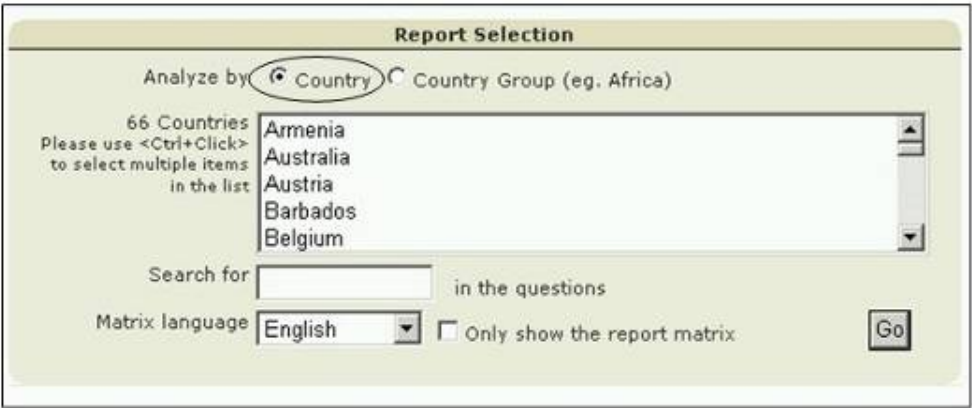 Report Selection
Analyze by Country Country Group (eg. Africa)
66 Countries
Please use <Ctrl+Click>
to select multiple items
in the list
Armenia
Australia
Austria
Barbados
Belgium
Search for in the questions
Matrix language English Only show the report matrix Go